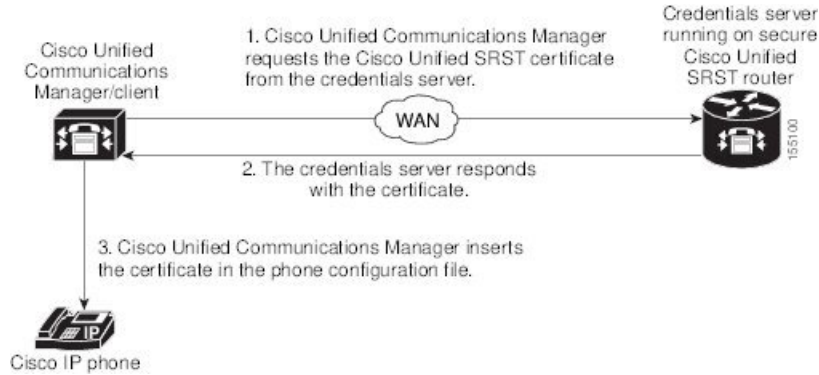 Cisco Unified
Communications
Manager/client
1. Cisco Unified Communications Manager
requests the Cisco Unified SRST certificate
from the credentials server.
Credentials server
running on secure
Cisco Unified
SRST router
WAN
155100
2. The credentials server responds
with the certificate.
3. Cisco Unified Communications Manager inserts
the certificate in the phone configuration file.
IP
Cisco IP phone